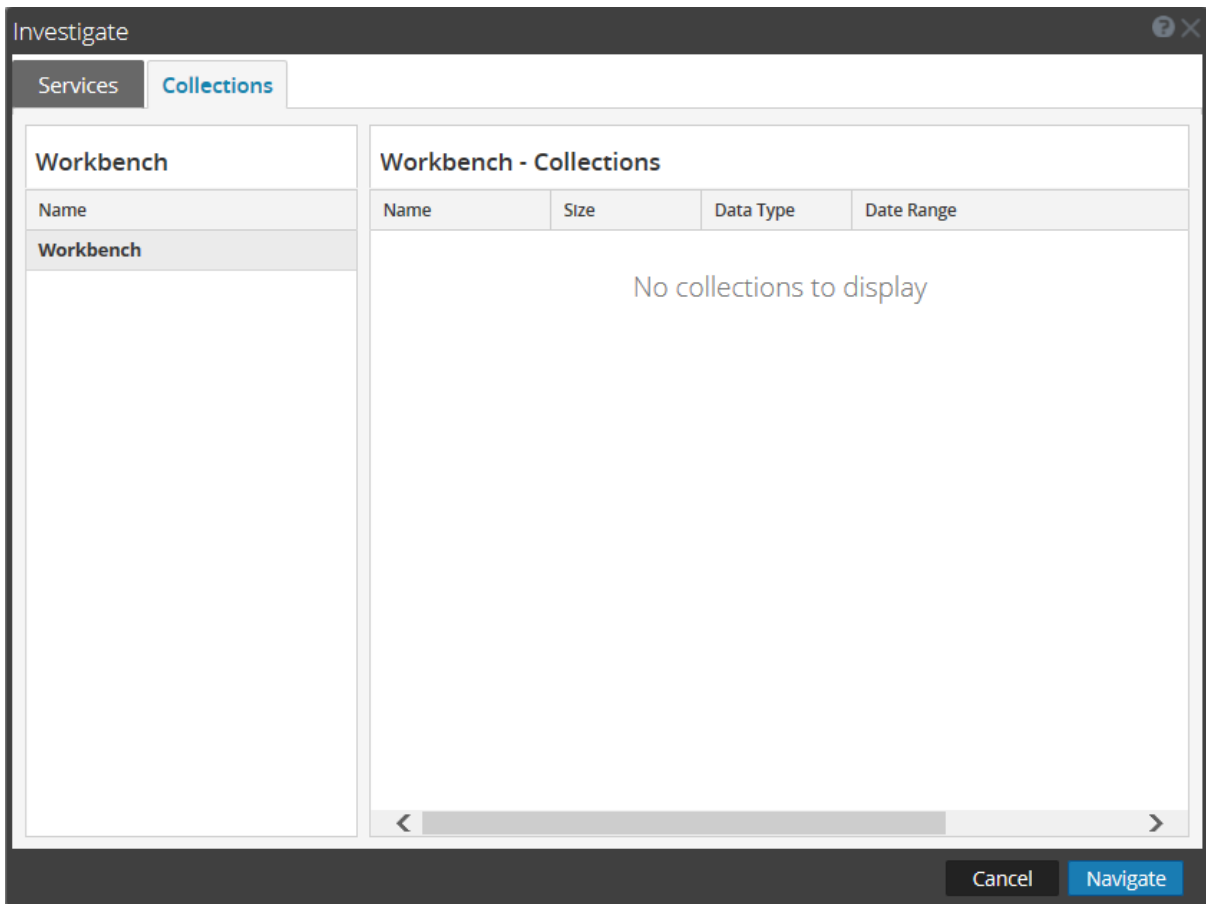 Investigate
Services Collections
Workbench
Name
Workbench
Workbench - Collections
Name Size Data Type Date Range
No collections to display
Cancel Navigate